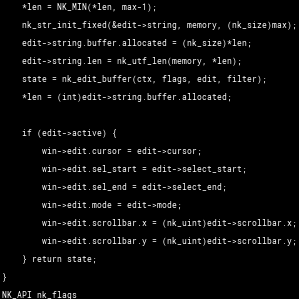 *len = NK_MIN(*len, max-1);
nk_str_init_fixed(&edit->string, memory, (nk_size)max);
edit->string.buffer.allocated = (nk_size)*len;
edit->string.len = nk_utf_len(memory, *len);
state = nk_edit_buffer(ctx, flags, edit, filter);
*len = (int)edit->string.buffer.allocated;
if (edit->active) {
win->edit.cursor = edit->cursor;
win->edit.sel_start = edit->select_start;
win->edit.sel_end = edit->select_end;
win->edit.mode = edit->mode;
win->edit.scrollbar.x = (nk_uint)edit->scrollbar.x;
win->edit.scrollbar.y = (nk_uint)edit->scrollbar.y;
} return state;
}
NK_API nk_flags